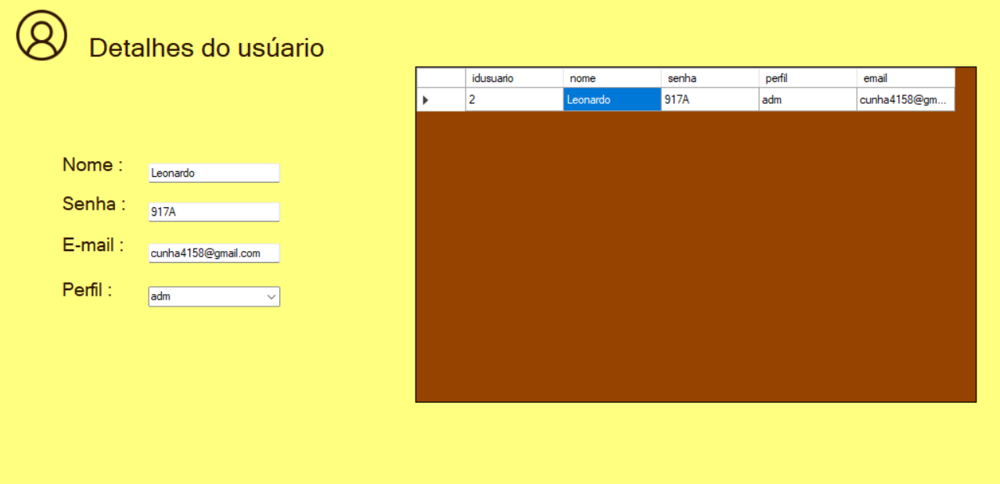 Detalhes do usúario
idusuario nome senha perfil email
2 Leonardo 917A adm cunha4158@gm...
Nome : Leonardo
Senha : 917A
E-mail : cunha4158@gmail.com
Perfil : adm